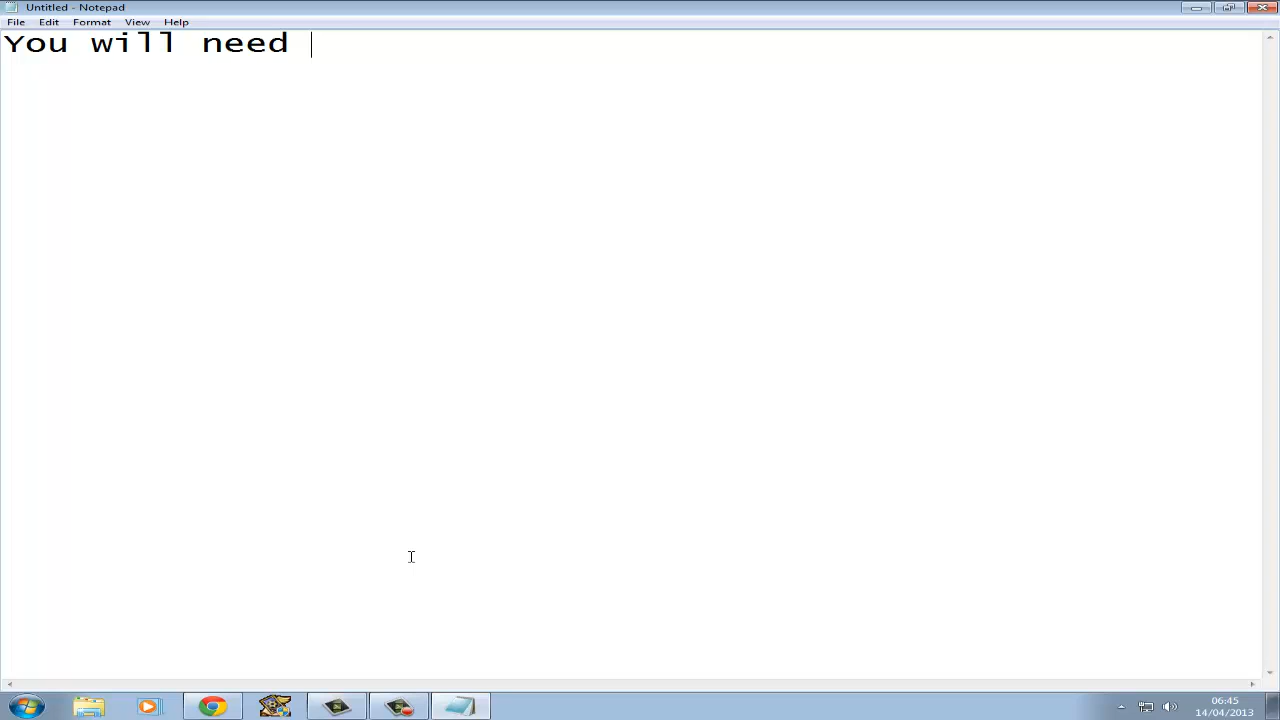 Untitled - Notepad
File Edit Format View Help
You will need
06:45
14/04/2013